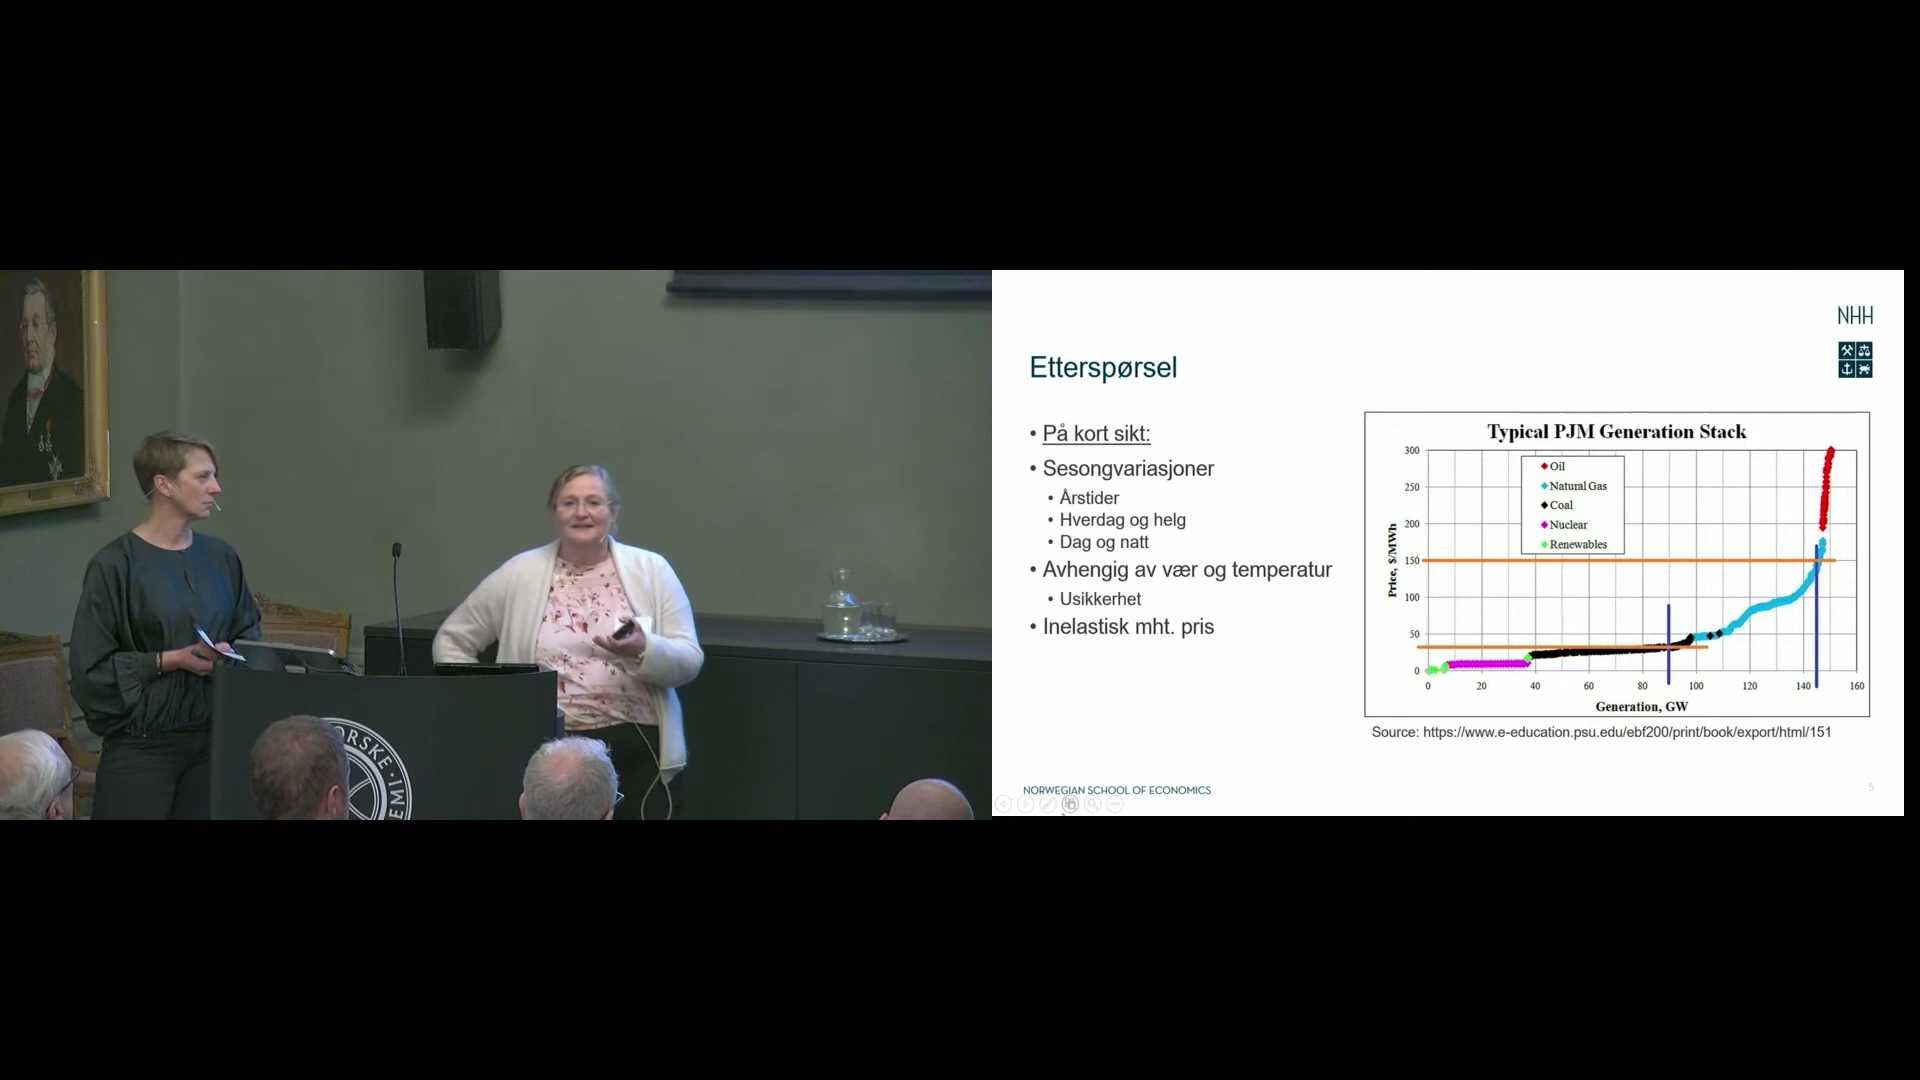 NHH
Etterspørsel
• På kort sikt:
• Sesongvariasjoner
• Årstider
• Hverdag og helg
• Dag og natt
• Avhengig av vær og temperatur
• Usikkerhet
• Inelastisk mht. pris
Typical PJM Generation Stack
Price, $/MWh
300
250
200
150
100
50
0
Oil
Natural Gas
Coal
Nuclear
Renewables
0 20 40 60 80 100 120 140 160
Generation, GW
Source: https://www.e-education.psu.edu/ebf200/print/book/export/html/151
NORWEGIAN SCHOOL OF ECONOMICS
5
ORSKE